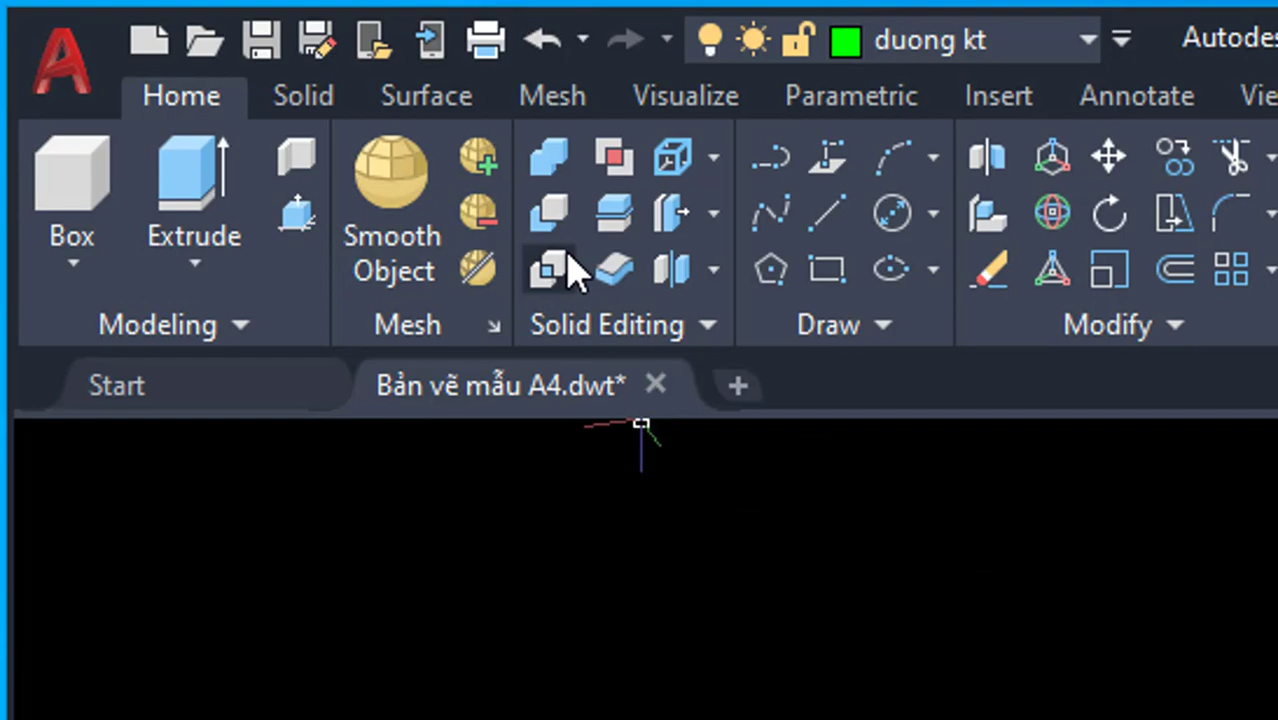 duong kt
Autodes
Home Solid Surface Mesh Visualize Parametric Insert Annotate Vie
Box
Extrude
Smooth
Object
Modeling
Mesh
Solid Editing
Draw
Modify
Start
Bản vẽ mẫu A4.dwt*